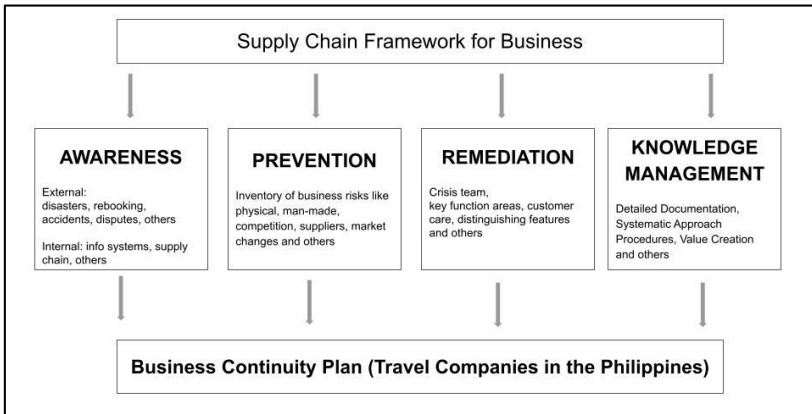 Supply Chain Framework for Business
AWARENESS
External:
disasters, rebooking,
accidents, disputes, others
Internal: info systems, supply
chain, others
PREVENTION
Inventory of business risks like
physical, man-made,
competition, suppliers, market
changes and others
REMEDIATION
Crisis team,
key function areas, customer
care, distinguishing features
and others
KNOWLEDGE
MANAGEMENT
Detailed Documentation,
Systematic Approach
Procedures, Value Creation
and others
Business Continuity Plan (Travel Companies in the Philippines)